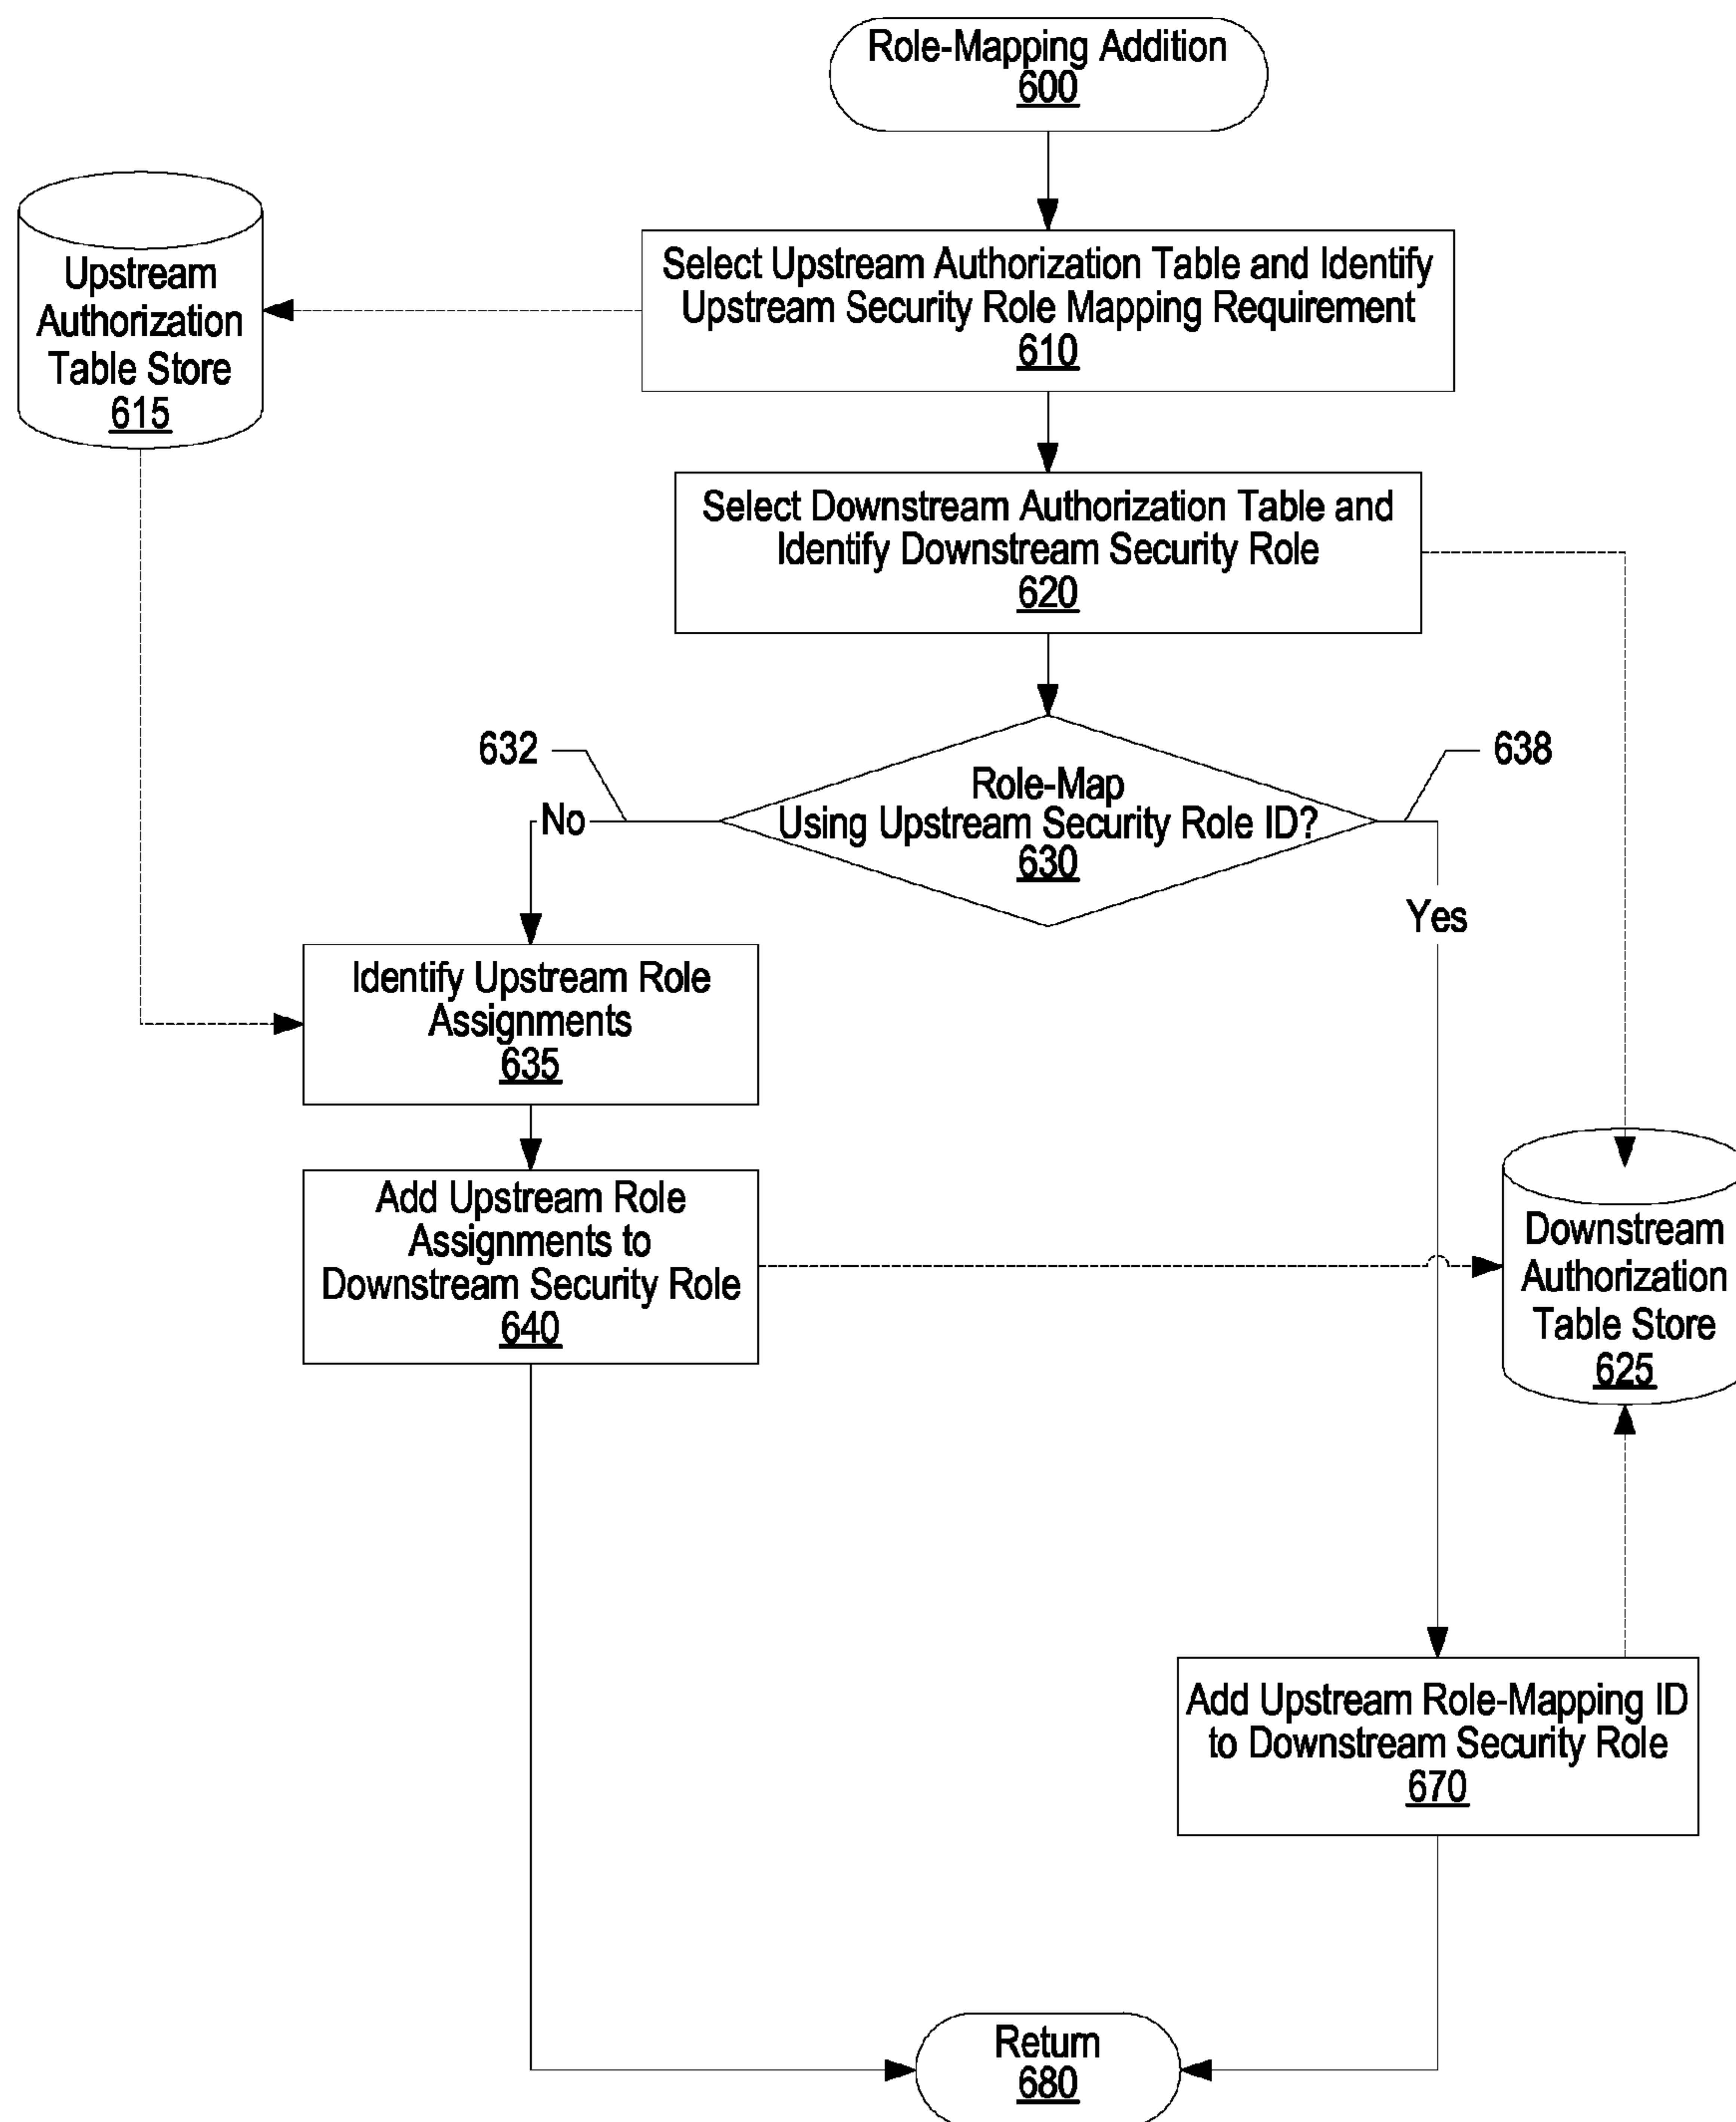 Role-Mapping Addition
600
Upstream
Authorization
Table Store
615
Select Upstream Authorization Table and Identify
Upstream Security Role Mapping Requirement
610
Select Downstream Authorization Table and
Identify Downstream Security Role
620
632
638
Role-Map
Using Upstream Security Role ID?
630
No
Yes
Identify Upstream Role
Assignments
635
Add Upstream Role
Assignments to
Downstream Security Role
640
Downstream
Authorization
Table Store
625
Add Upstream Role-Mapping ID
to Downstream Security Role
670
Return
680